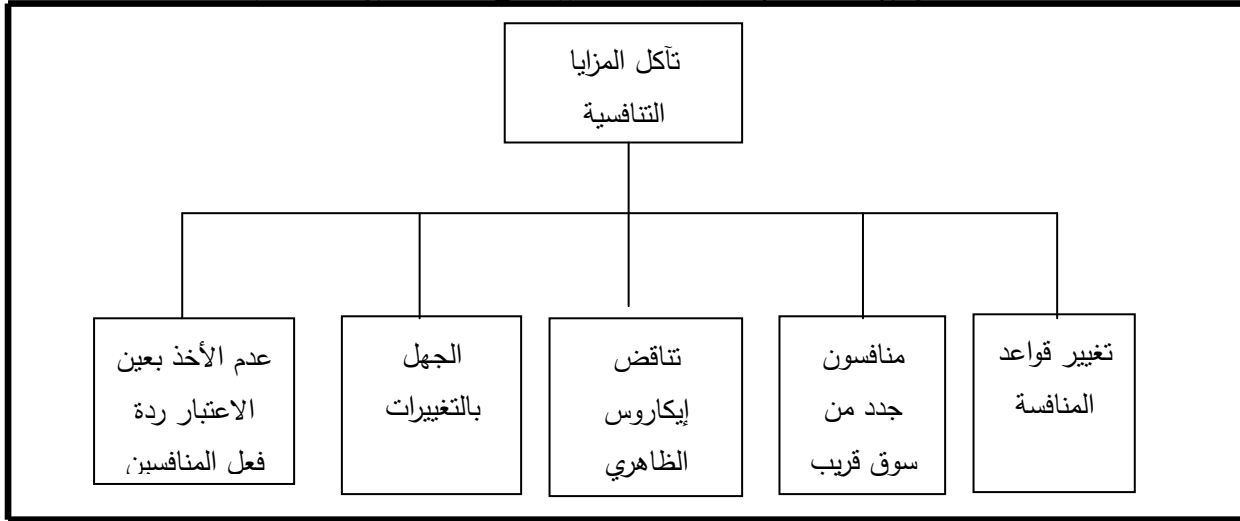 تآكل المزايا
التنافسية
تغيير قواعد
المنافسة
منافسون
جدد من
سوق قريب
تناقض
إيكاروس
الظاهري
الجهل
بالتغييرات
عدم الأخذ بعين
الاعتبار ردة
فعل المنافسين